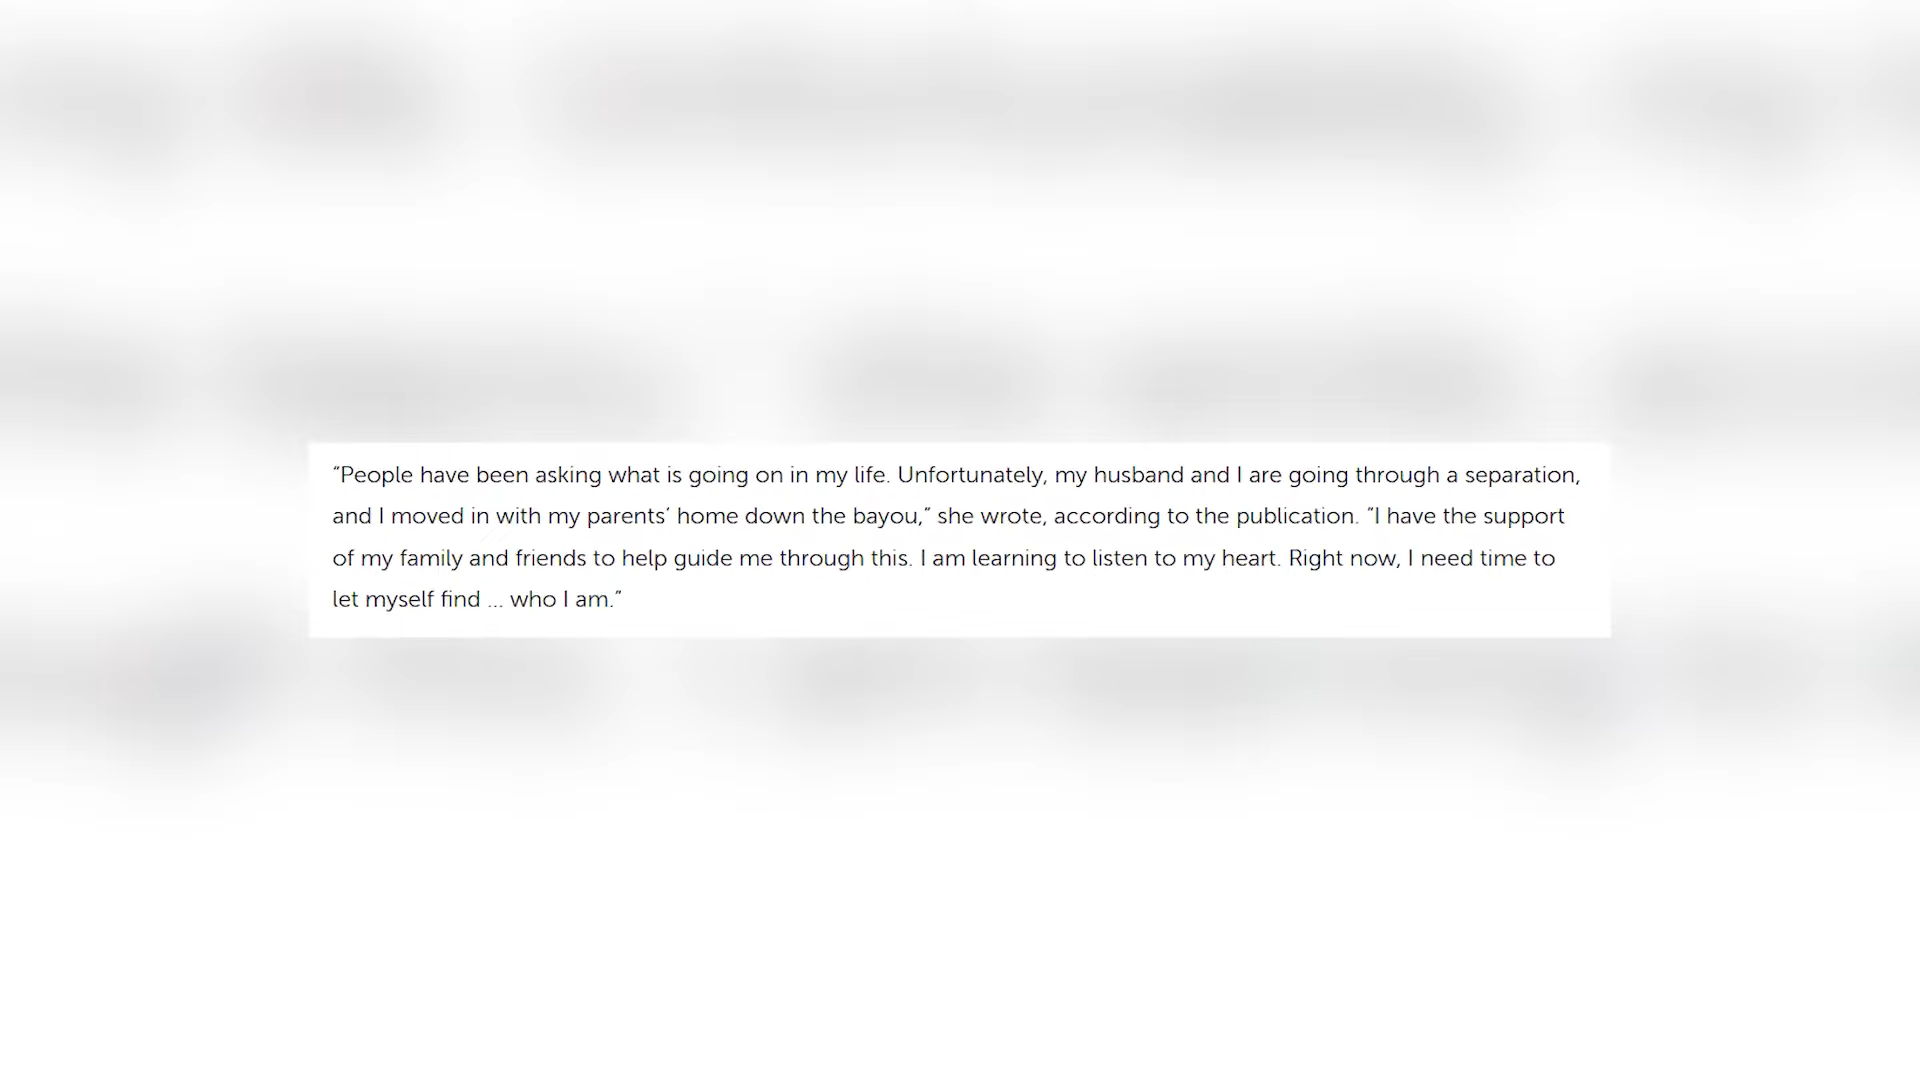 “People have been asking what is going on in my life. Unfortunately, my husband and I are going through a separation,
and I moved in with my parents’ home down the bayou,” she wrote, according to the publication. “I have the support
of my family and friends to help guide me through this. I am learning to listen to my heart. Right now, I need time to
let myself find ... who I am.”